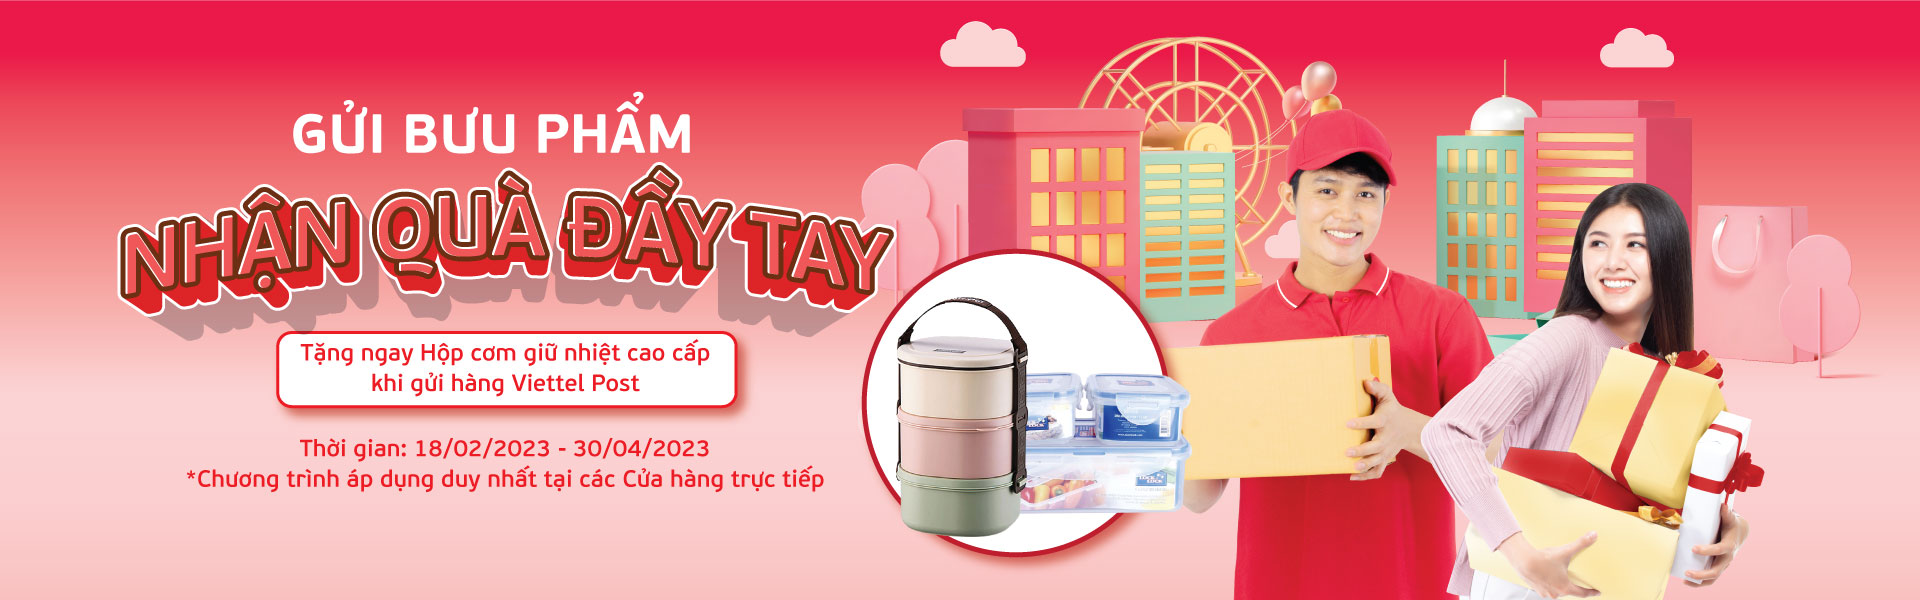 GỬI BƯU PHẨM
NHẬN QUÀ ĐẦY TAY
Tặng ngay Hộp cơm giữ nhiệt cao cấp
khi gửi hàng Viettel Post
Thời gian: 18/02/2023 - 30/04/2023
*Chương trình áp dụng duy nhất tại các Cửa hàng trực tiếp
LOCK
LOCK